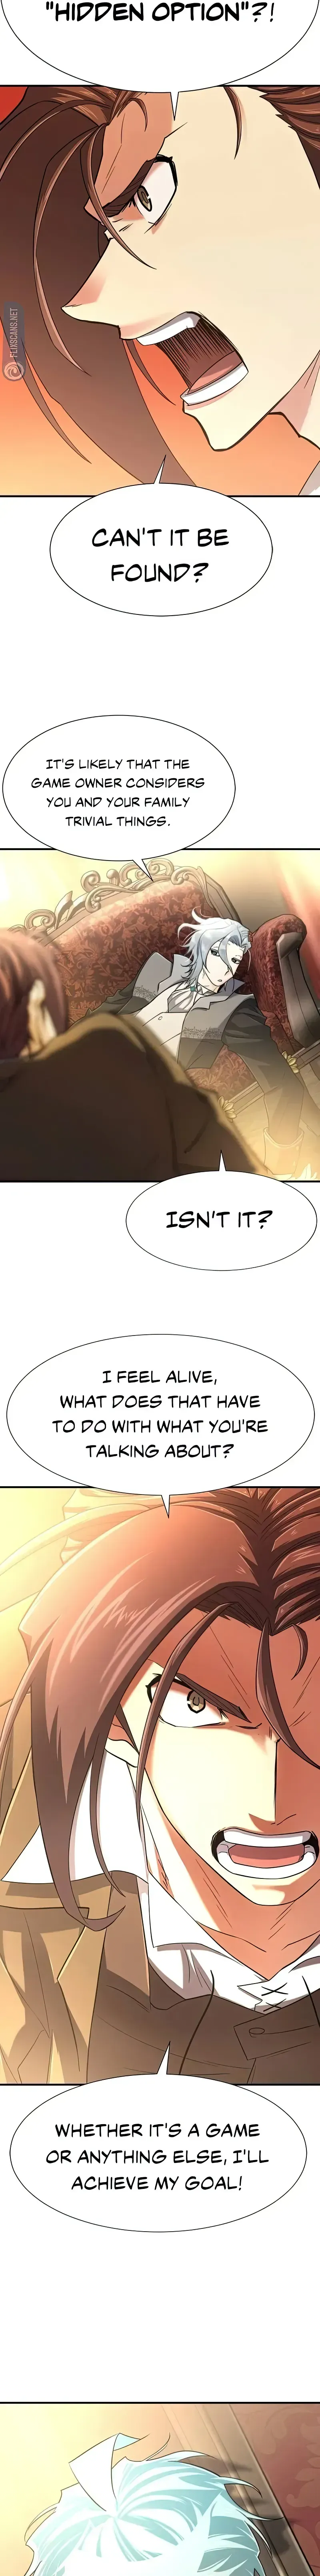 "HIDDEN OPTION"?!
FLIXSCANS.NET
CAN'T IT BE
FOUND?
IT'S LIKELY THAT THE
GAME OWNER CONSIDERS
YOU AND YOUR FAMILY
TRIVIAL THINGS.
ISN'T IT?
I FEEL ALIVE,
WHAT DOES THAT HAVE
TO DO WITH WHAT YOU'RE
TALKING ABOUT?
WHETHER IT'S A GAME
OR ANYTHING ELSE, I'LL
ACHIEVE MY GOAL!